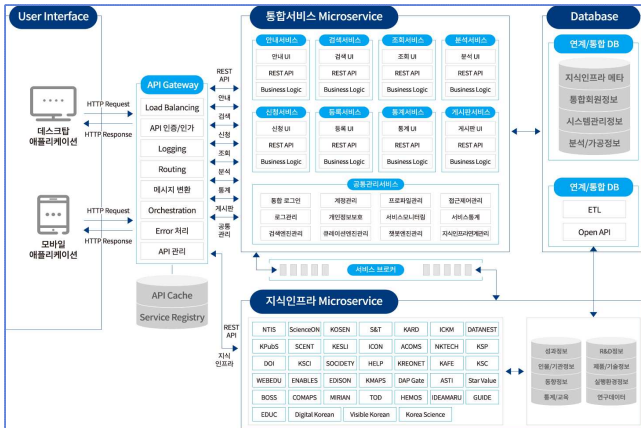 User Interface
데스크탑
애플리케이션
모바일
애플리케이션
HTTP Request
HTTP Response
HTTP Request
HTTP Response
API Gateway
Load Balancing
API 인증/인가
Logging
Routing
메시지 변환
Orchestration
Error 처리
API 관리
API Cache
Service Registry
REST
API
안내
검색
신청
조회
분석
통계
게시판
공통
관리
REST
API
지식
인프라
통합서비스 Microservice
안내서비스 검색서비스 조회서비스 분석서비스
안내 UI 검색 UI 조회 UI 분석 UI
REST API REST API REST API REST API
Business Logic Business Logic Business Logic Business Logic
신청서비스 등록서비스 통계서비스 게시판서비스
신청 UI 등록 UI 통계 UI 게시판 UI
REST API REST API REST API REST API
Business Logic Business Logic Business Logic Business Logic
공통관리서비스
통합 로그인 계정관리 프로파일관리 접근제어관리
로그관리 개인정보보호 서비스모니터링 서비스통계
검색엔진관리 큐레이션엔진관리 챗봇엔진관리 지식인프라연계관리
서비스 브로커
지식인프라 Microservice
NTIS ScienceON KOSEN S&T KARD ICKM DATANEST
KPubS SCENT KESLI ICON ACOMS NKTECH KSP
DOI KSCI SOCIDETY HELP KREONET KAFE KSC
WEBEDU ENABLES EDISON KMAPS DAP Gate ASTI Star Value
BOSS COMAPS MIRIAN TOD HEMOS IDEAMARU GUIDE
EDUC Digital Korean Visible Korean Korea Science
Database
연계/통합 DB
지식인프라 메타
통합회원정보
시스템관리정보
분석/가공정보
연계/통합 DB
ETL
Open API
성과정보 R&D정보
인물/기관정보 제품/기술정보
동향정보 실행환경정보
통계/교육 연구데이터